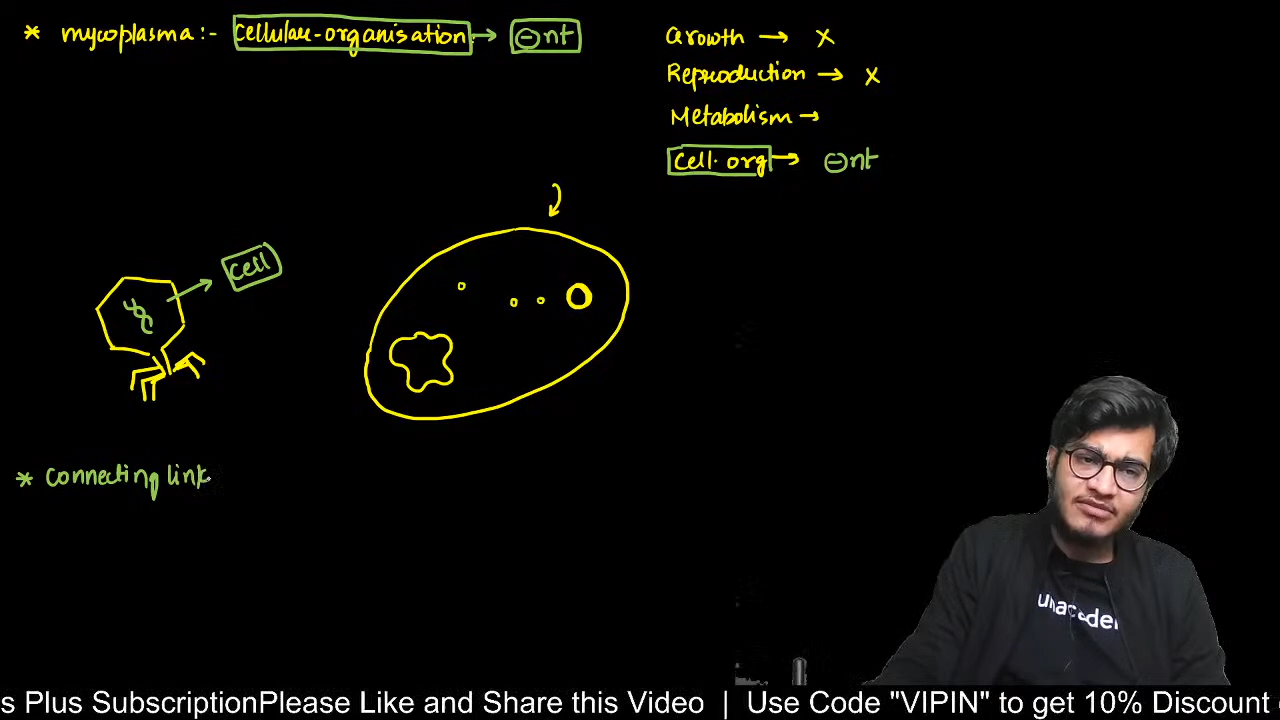 * mycoplasma :- Cellular-organisation → ⊖nt
Growth → x
Reproduction → x
Metabolism →
Cell. org → ⊖nt
Cell
* Connecting link
unacadem
s Plus SubscriptionPlease Like and Share this Video | Use Code "VIPIN" to get 10% Discount